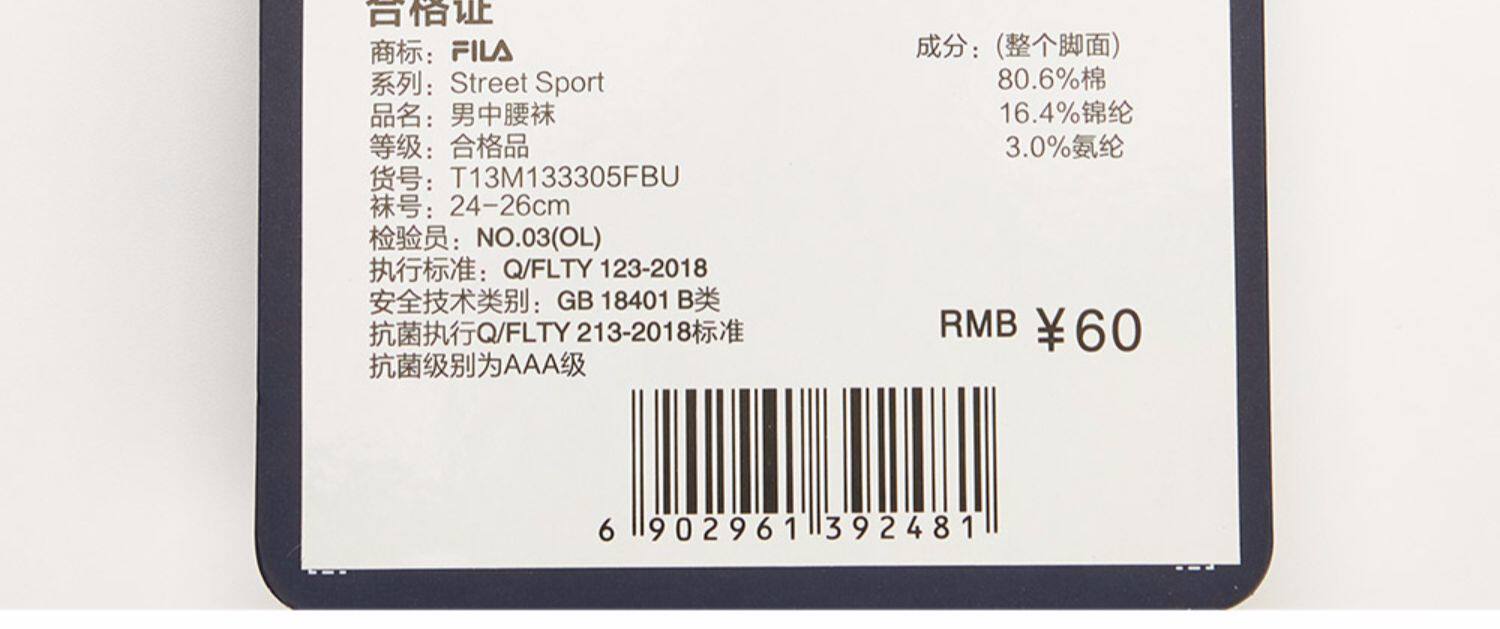 合格证
商标：FILA
系列：Street Sport
品名：男中腰袜
等级：合格品
货号：T13M133305FBU
袜号：24-26cm
检验员：NO.03(OL)
执行标准：Q/FLTY 123-2018
安全技术类别：GB 18401 B类
抗菌执行Q/FLTY 213-2018标准
抗菌级别为AAA级
成分：(整个脚面)
80.6%棉
16.4%锦纶
3.0%氨纶
RMB ¥60
6 902961 392481